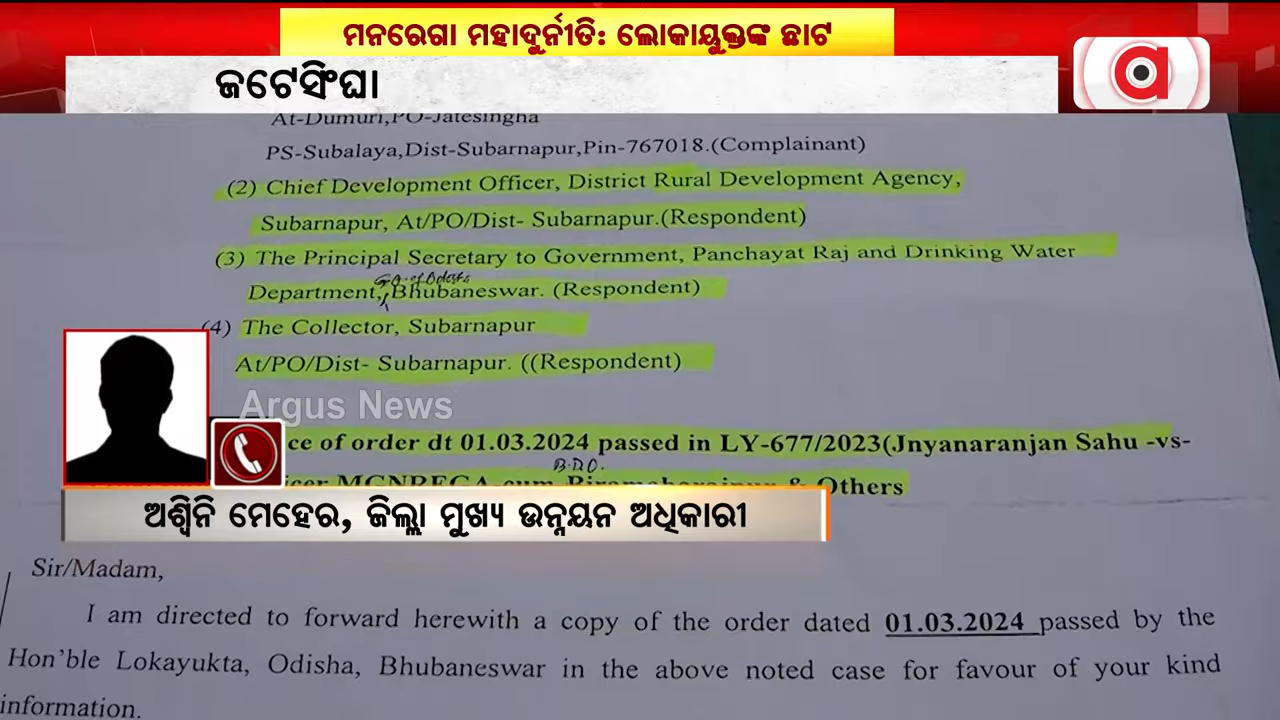 ମନରେଗା ମହାଦୁର୍ନୀତି: ଲୋକାୟୁକ୍ତଙ୍କ ଛାଟ
ଜଟେସିଂଘା
a
At-Dumuri,PO-Jatesingha
PS-Subalaya,Dist-Subarnapur,Pin-767018.(Complainant)
(2) Chief Development Officer, District Rural Development Agency,
Subarnapur, At/PO/Dist- Subarnapur.(Respondent)
(3) The Principal Secretary to Government, Panchayat Raj and Drinking Water
Department, Bhubaneswar. (Respondent)
(4) The Collector, Subarnapur
At/PO/Dist- Subarnapur. ((Respondent)
Argus News
ce of order dt 01.03.2024 passed in LY-677/2023(Jnyanaranjan Sahu -vs-
B.D.O.
icer MGNREGA-cum- & Others
ଅଶ୍ୱିନି ମେହେର, ଜିଲ୍ଲା ମୁଖ୍ୟ ଉନ୍ନୟନ ଅଧିକାରୀ
Sir/Madam,
I am directed to forward herewith a copy of the order dated 01.03.2024 passed by the
Hon'ble Lokayukta, Odisha, Bhubaneswar in the above noted case for favour of your kind
information.